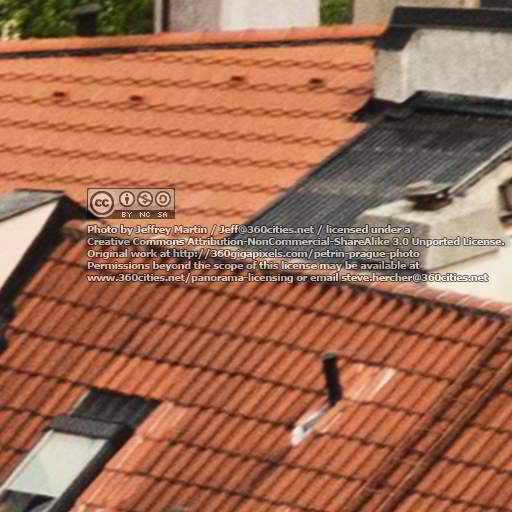 cc BY NC SA
Photo by Jeffrey Martin / Jeff@360cities.net / licensed under a
Creative Commons Attribution-NonCommercial-ShareAlike 3.0 Unported License.
Original work at http://360gigapixels.com/petrin-prague-photo
Permissions beyond the scope of this license may be available at
www.360cities.net/panorama-licensing or email steve.hercher@360cities.net